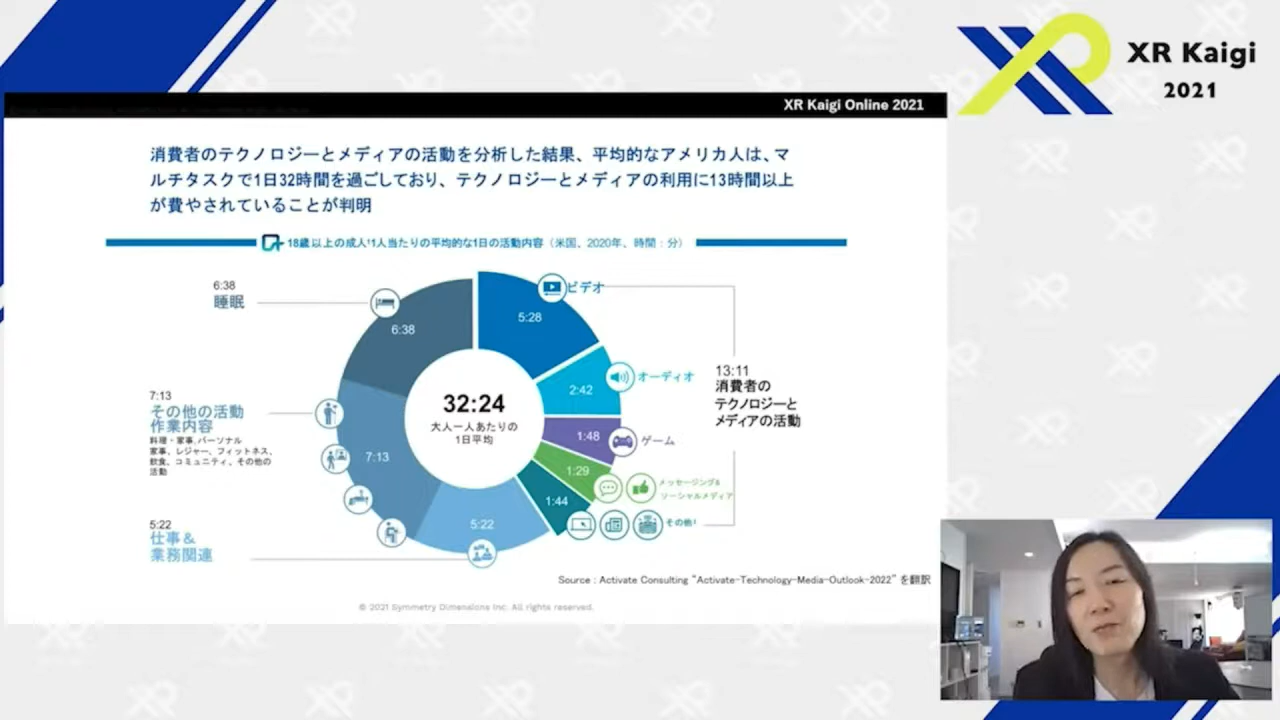 XR Kaigi
2021
XR Kaigi Online 2021
消費者のテクノロジーとメディアの活動を分析した結果、平均的なアメリカ人は、マ
ルチタスクで1日32時間を過ごしており、テクノロジーとメディアの利用に13時間以上
が費やされていることが判明
18歳以上の成人1人当たりの平均的な1日の活動内容（米国、2020年、時間：分）
6:38
睡眠
6:38
ビデオ
5:28
オーディオ
2:42
13:11
消費者の
テクノロジーと
メディアの活動
32:24
大人一人あたりの
1日平均
7:13
その他の活動
作業内容
料理・家事、パーソナル
家事、レジャー、フィットネス、
飲食、コミュニティ、その他の
活動
7:13
1:48
ゲーム
1:29
メッセージング&
ソーシャルメディア
1:44
その他¹
5:22
仕事＆
業務関連
5:22
Source : Activate Consulting "Activate-Technology-Media-Outlook-2022" を翻訳
© 2021 Symmetry Dimensions Inc. All rights reserved.